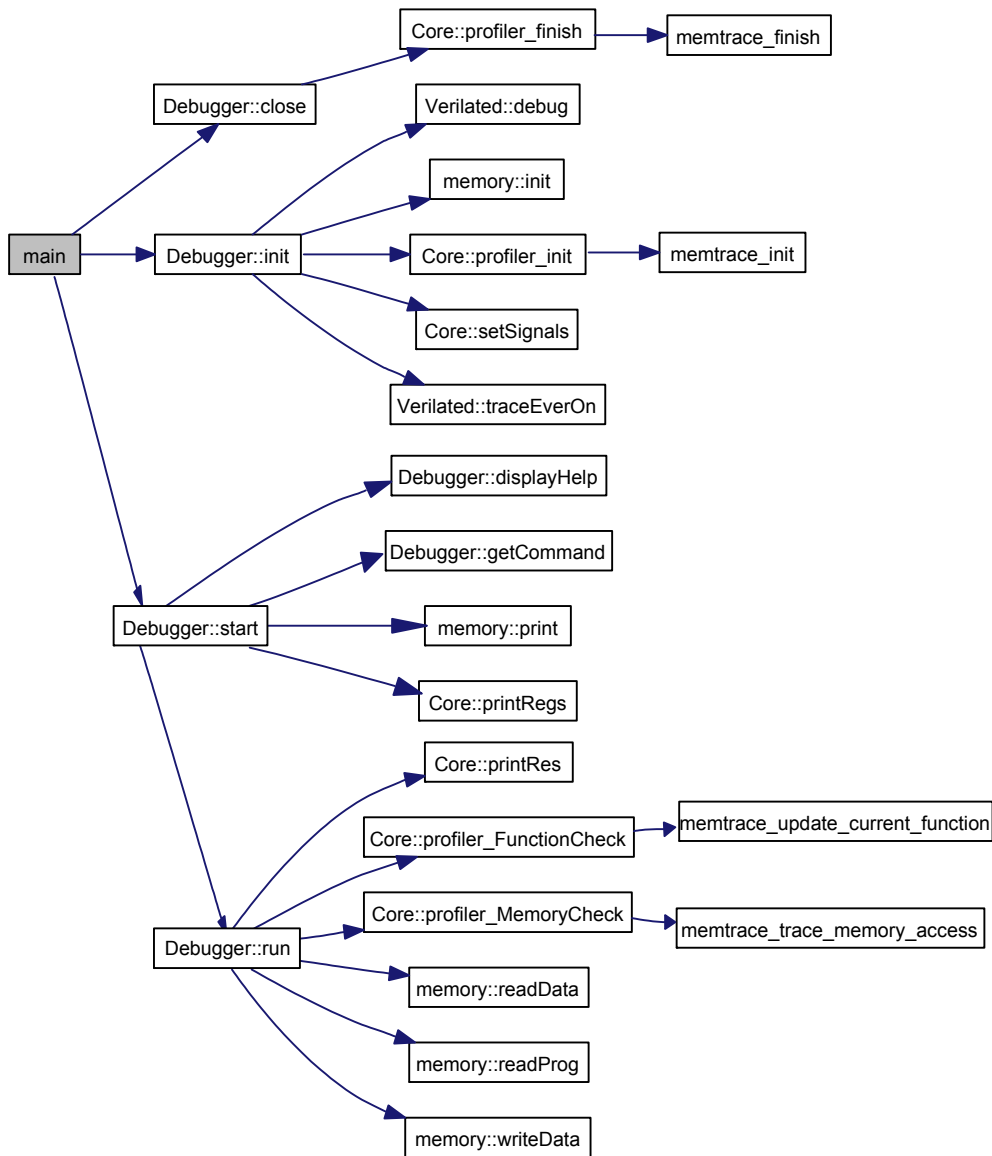 Core::profiler_finish
memtrace_finish
Debugger::close
Verilated::debug
memory::init
main
Debugger::init
Core::profiler_init
memtrace_init
Core::setSignals
Verilated::traceEverOn
Debugger::displayHelp
Debugger::getCommand
Debugger::start
memory::print
Core::printRegs
Core::printRes
Core::profiler_FunctionCheck
memtrace_update_current_function
Core::profiler_MemoryCheck
memtrace_trace_memory_access
Debugger::run
memory::readData
memory::readProg
memory::writeData